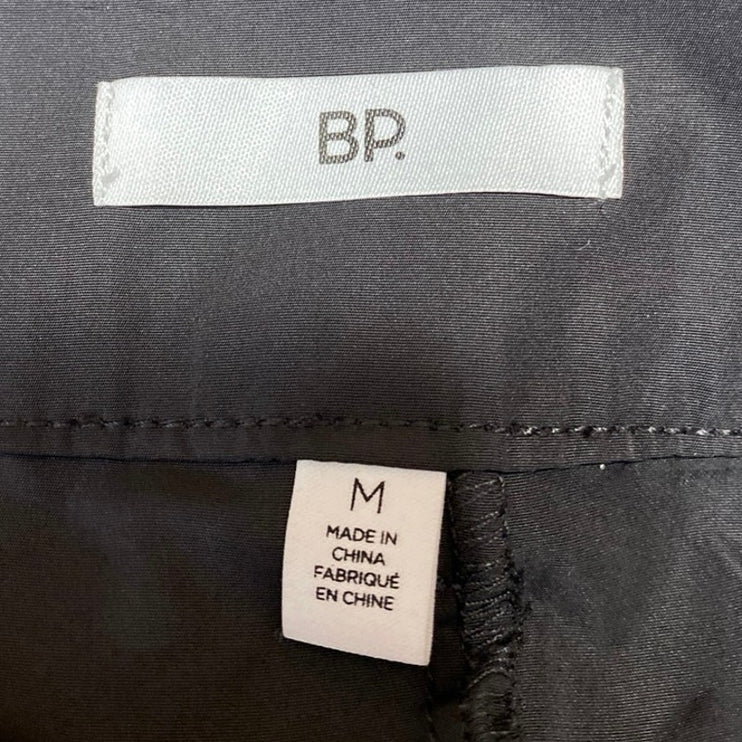 BP.
M
MADE IN
CHINA
FABRIQUÉ
EN CHINE